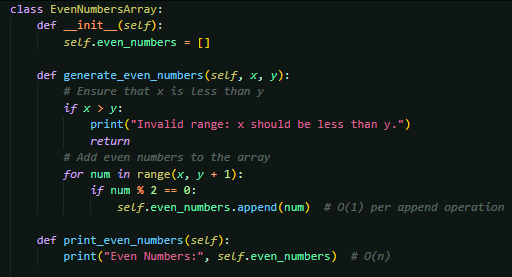 class EvenNumbersArray:
    def __init__(self):
        self.even_numbers = []

    def generate_even_numbers(self, x, y):
        # Ensure that x is less than y
        if x > y:
            print("Invalid range: x should be less than y.")
            return
        # Add even numbers to the array
        for num in range(x, y + 1):
            if num % 2 == 0:
                self.even_numbers.append(num)  # O(1) per append operation

    def print_even_numbers(self):
        print("Even Numbers:", self.even_numbers)  # O(n)